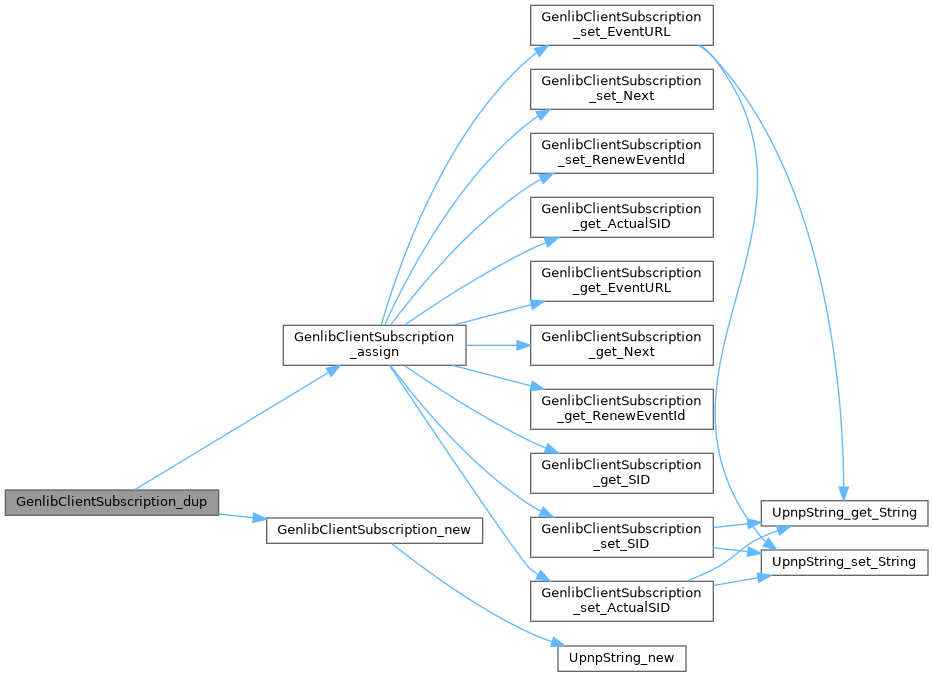 GenlibClientSubscription
_set_EventURL
GenlibClientSubscription
_set_Next
GenlibClientSubscription
_set_RenewEventId
GenlibClientSubscription
_get_ActualSID
GenlibClientSubscription
_get_EventURL
GenlibClientSubscription
_assign
GenlibClientSubscription
_get_Next
GenlibClientSubscription
_get_RenewEventId
GenlibClientSubscription
_get_SID
GenlibClientSubscription_dup
GenlibClientSubscription_new
GenlibClientSubscription
_set_SID
UpnpString_get_String
UpnpString_set_String
GenlibClientSubscription
_set_ActualSID
UpnpString_new